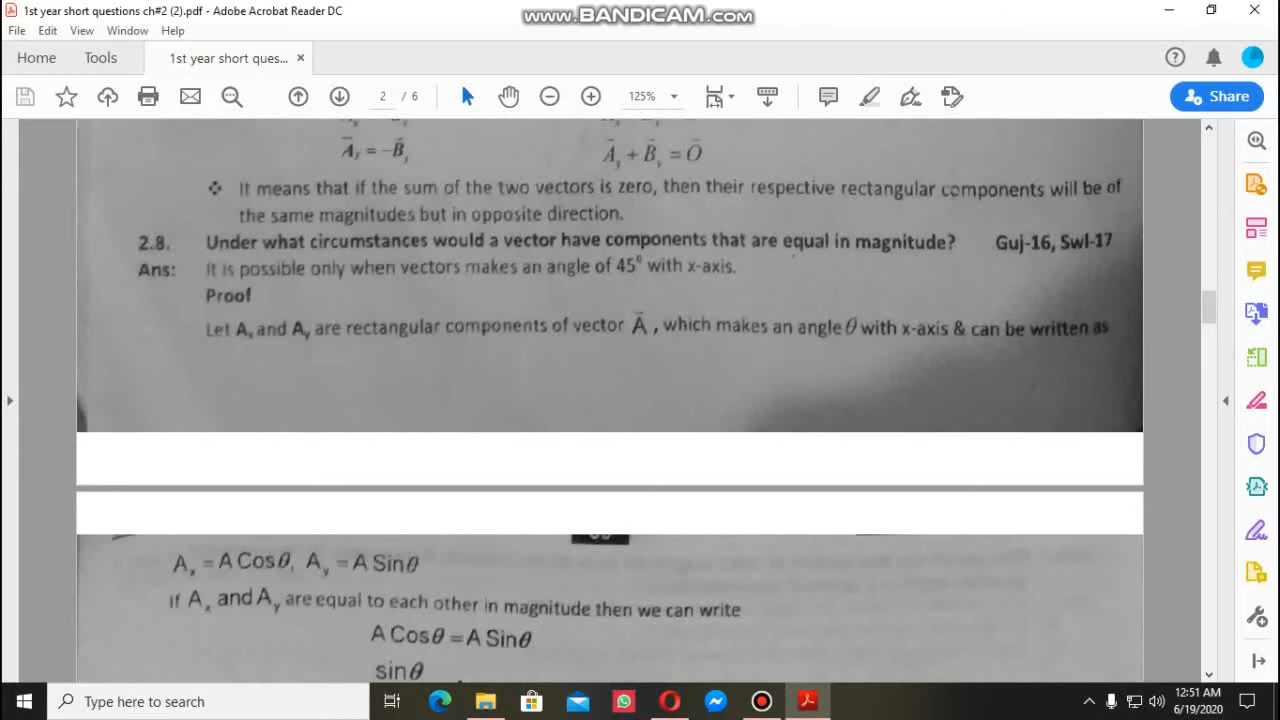 1st year short questions ch#2 (2).pdf - Adobe Acrobat Reader DC
www.BANDICAM.com
File Edit View Window Help
Home Tools 1st year short ques... ×
2 / 6 125% Share
A⃗y = −B⃗y A⃗y + B⃗y = O⃗
❖ It means that if the sum of the two vectors is zero, then their respective rectangular components will be of
the same magnitudes but in opposite direction.
2.8. Under what circumstances would a vector have components that are equal in magnitude? Guj-16, Swl-17
Ans: It is possible only when vectors makes an angle of 45⁰ with x-axis.
Proof
Let Aₓ and Ay are rectangular components of vector A⃗ , which makes an angle θ with x-axis & can be written as
Aₓ = A Cosθ, Ay = A Sinθ
If Aₓ and Ay are equal to each other in magnitude then we can write
A Cosθ = A Sinθ
sinθ
Type here to search
12:51 AM
6/19/2020